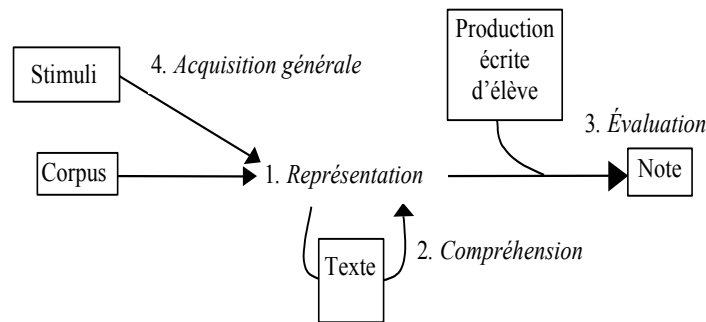 Production
écrite
d'élève
4. Acquisition générale
Stimuli
3. Évaluation
Corpus
1. Représentation
Note
2. Compréhension
Texte